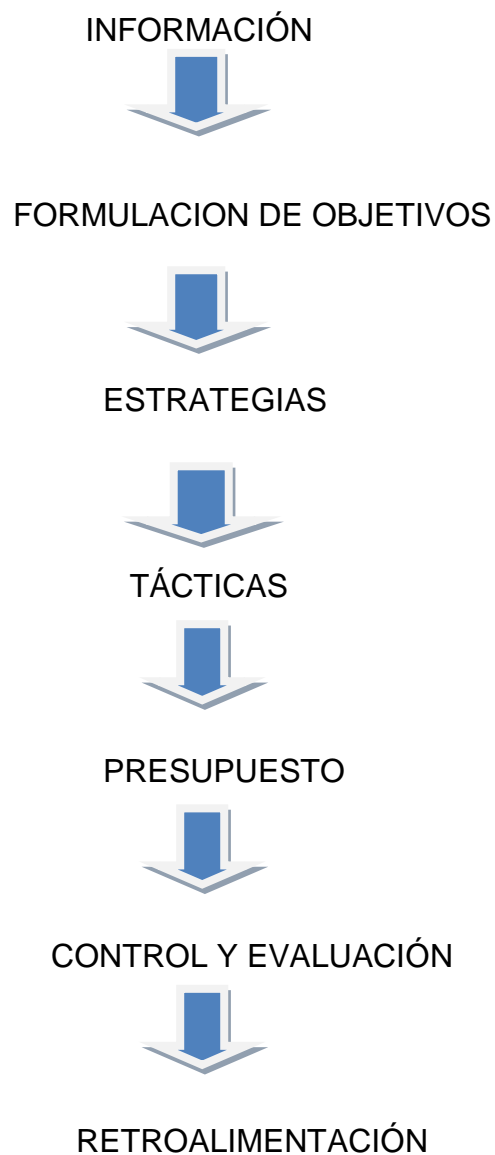 INFORMACIÓN
FORMULACION DE OBJETIVOS
ESTRATEGIAS
TÁCTICAS
PRESUPUESTO
CONTROL Y EVALUACIÓN
RETROALIMENTACIÓN